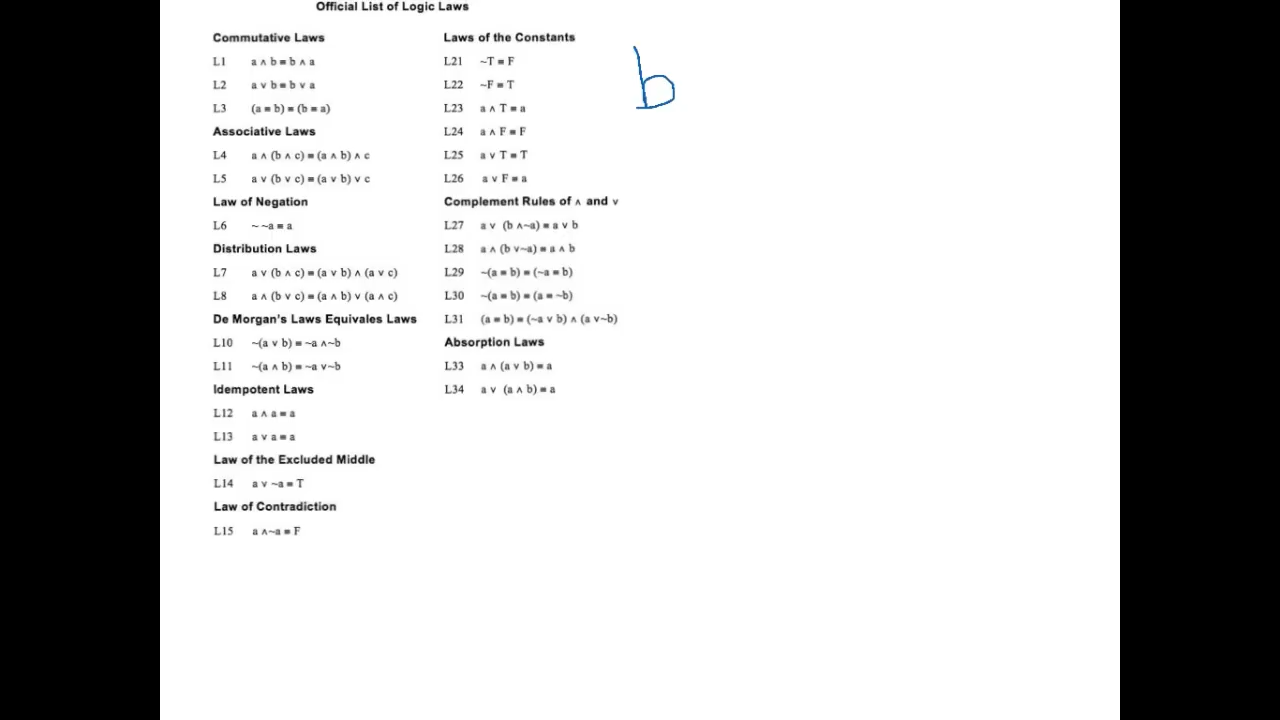 Official List of Logic Laws
Commutative Laws
L1 a ∧ b ≡ b ∧ a
L2 a ∨ b ≡ b ∨ a
L3 (a ≡ b) ≡ (b ≡ a)
Associative Laws
L4 a ∧ (b ∧ c) ≡ (a ∧ b) ∧ c
L5 a ∨ (b ∨ c) ≡ (a ∨ b) ∨ c
Law of Negation
L6 ~ ~a ≡ a
Distribution Laws
L7 a ∨ (b ∧ c) ≡ (a ∨ b) ∧ (a ∨ c)
L8 a ∧ (b ∨ c) ≡ (a ∧ b) ∨ (a ∧ c)
De Morgan's Laws Equivales Laws
L10 ~(a ∨ b) ≡ ~a ∧~b
L11 ~(a ∧ b) ≡ ~a ∨~b
Idempotent Laws
L12 a ∧ a ≡ a
L13 a ∨ a ≡ a
Law of the Excluded Middle
L14 a ∨ ~a ≡ T
Law of Contradiction
L15 a ∧~a ≡ F
Laws of the Constants
L21 ~T ≡ F
L22 ~F ≡ T
L23 a ∧ T ≡ a
L24 a ∧ F ≡ F
L25 a ∨ T ≡ T
L26 a ∨ F ≡ a
Complement Rules of ∧ and ∨
L27 a ∨ (b ∧~a) ≡ a ∨ b
L28 a ∧ (b ∨~a) ≡ a ∧ b
L29 ~(a ≡ b) ≡ (~a ≡ b)
L30 ~(a ≡ b) ≡ (a ≡ ~b)
L31 (a ≡ b) ≡ (~a ∨ b) ∧ (a ∨~b)
Absorption Laws
L33 a ∧ (a ∨ b) ≡ a
L34 a ∨ (a ∧ b) ≡ a
b